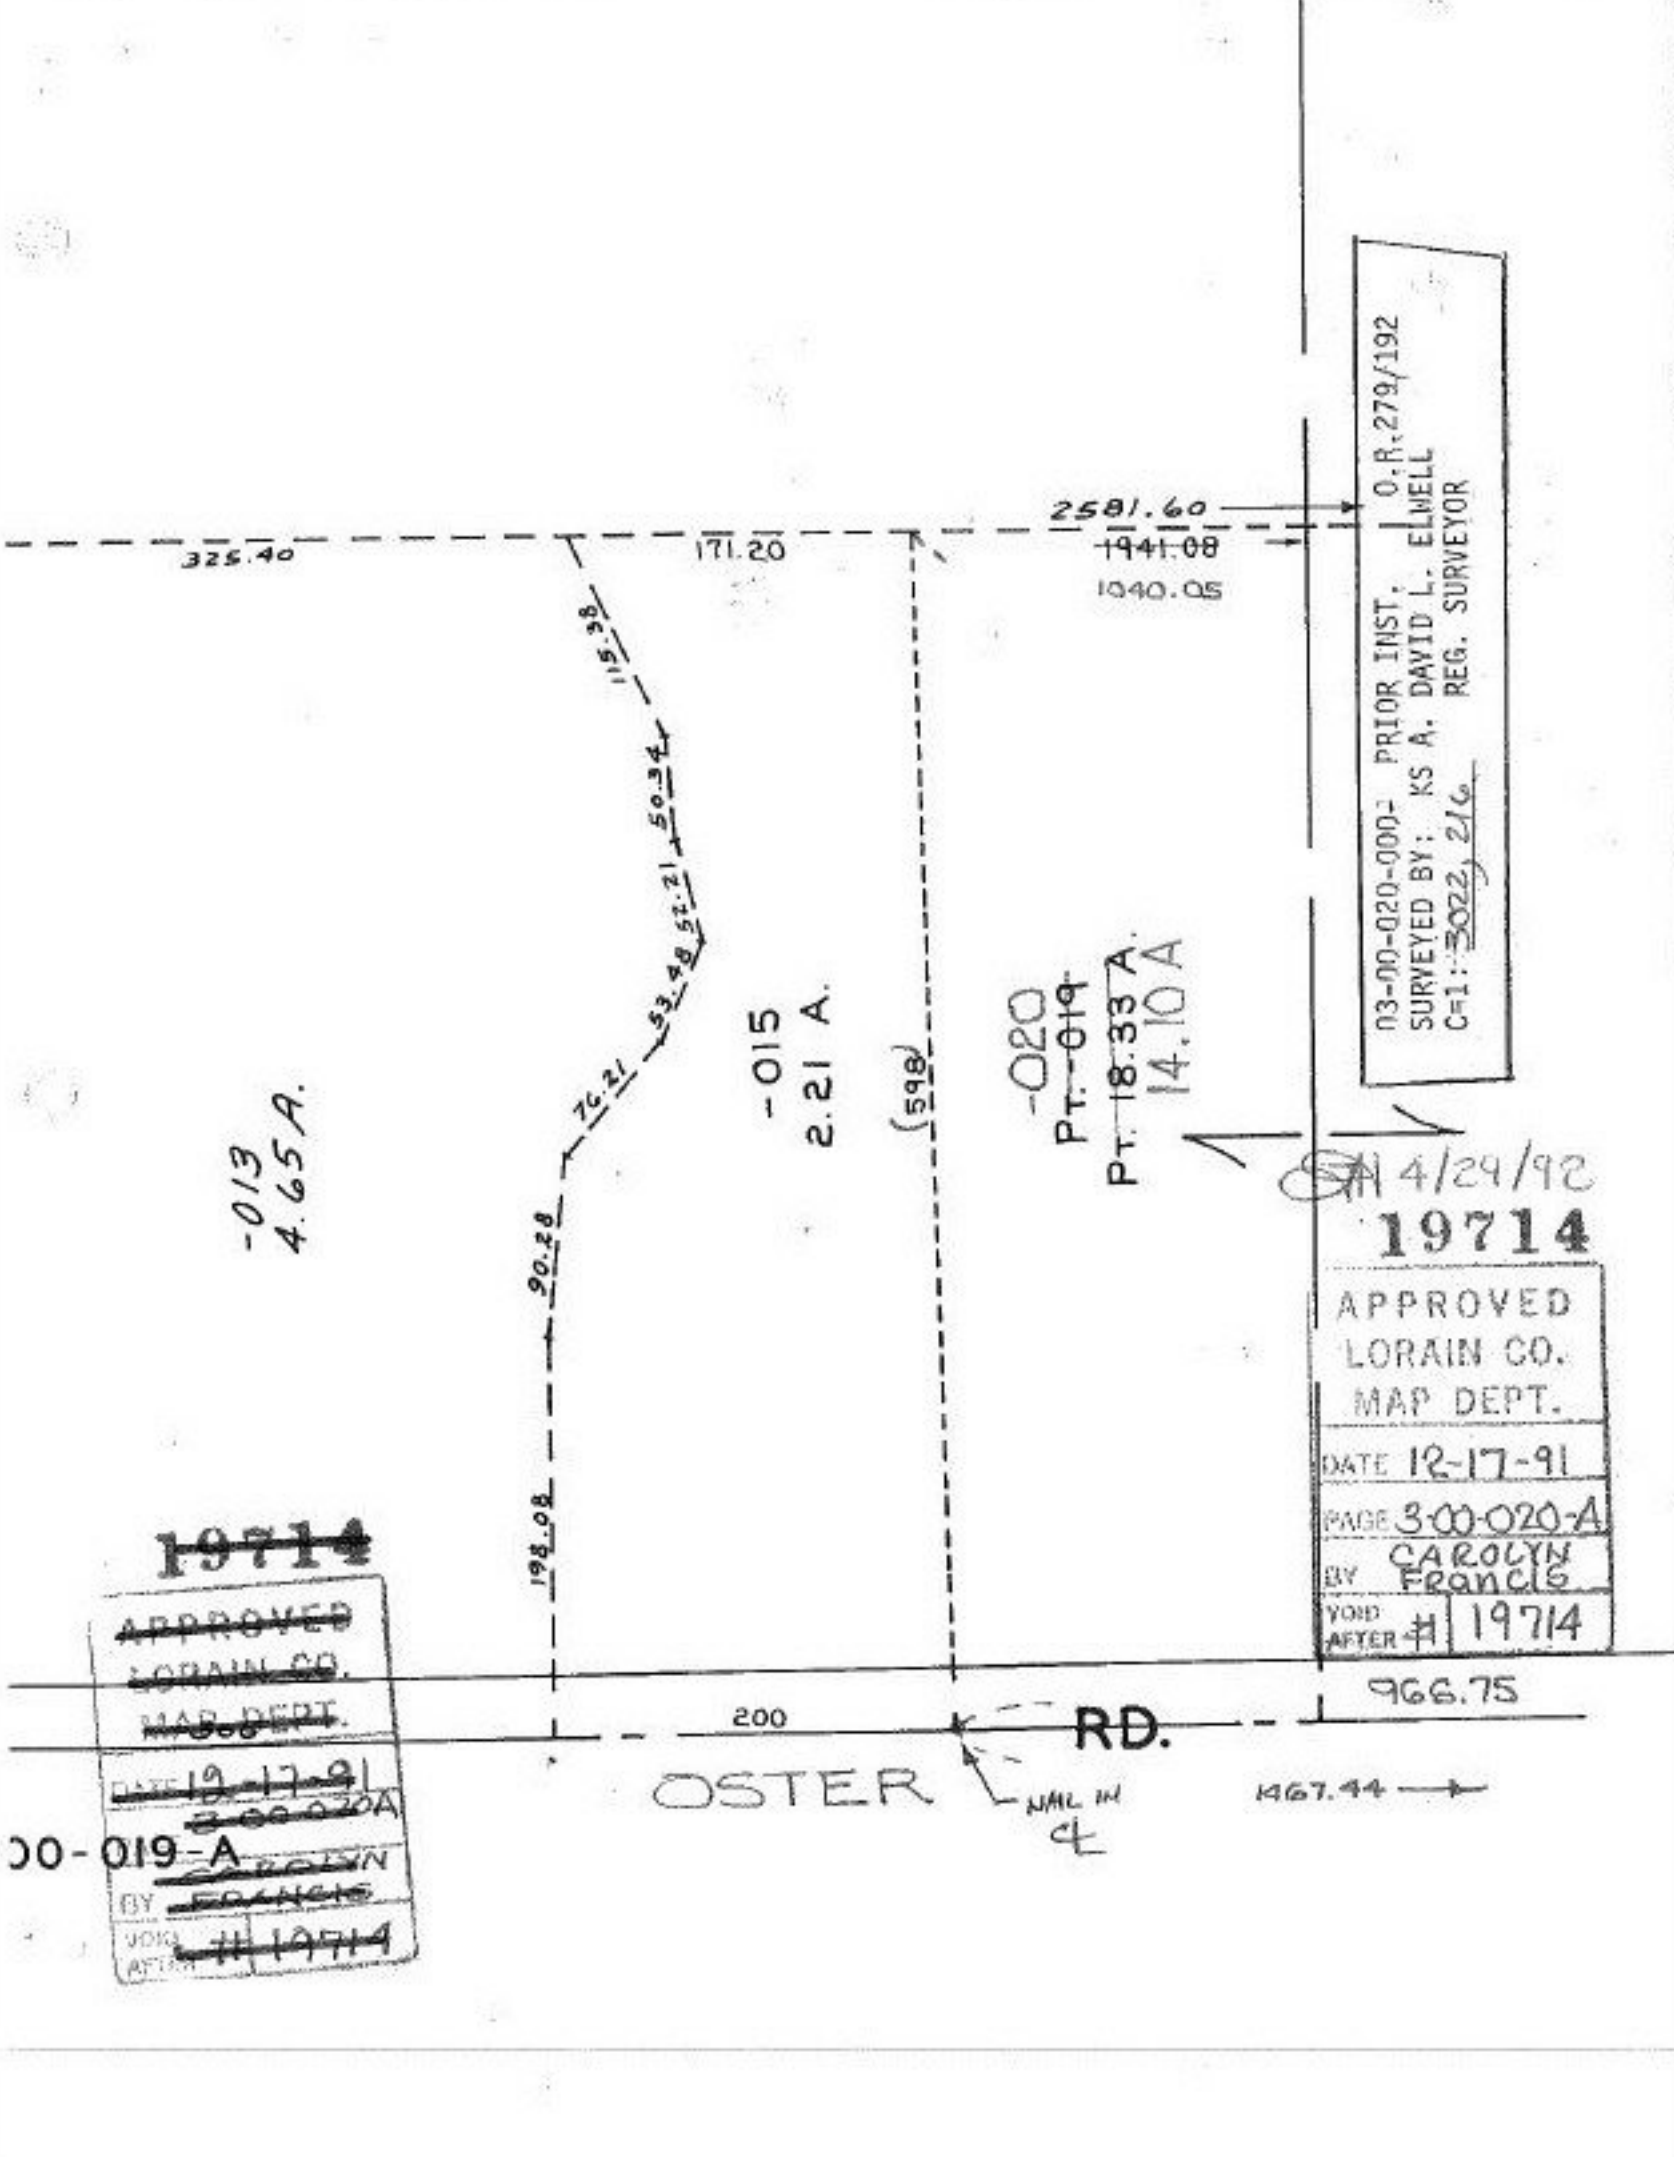 2581.60
325.40
171.20
1941.08
1040.05
115.38
50.34
52.21
53.48
76.21
90.28
198.08
-013
4.65 A.
-015
2.21 A.
(598)
-020
PT. -019
PT. 18.33 A.
14.10 A
03-00-020-000- PRIOR INST. O.R. 279/192
SURVEYED BY: KS A. DAVID L. ELWELL
C=1: 3022, 216 REG. SURVEYOR
4/29/92
19714
APPROVED
LORAIN CO.
MAP DEPT.
DATE 12-17-91
PAGE 3-00-020-A
BY CAROLYN
FRANCIS
VOID
AFTER # 19714
19714
APPROVED
LORAIN CO.
MAP DEPT.
DATE 12-17-91
3-00-020A
CAROLYN
BY FRANCIS
VOID
AFTER # 19714
00-019-A
966.75
200
RD.
OSTER
NAIL IN
1467.44